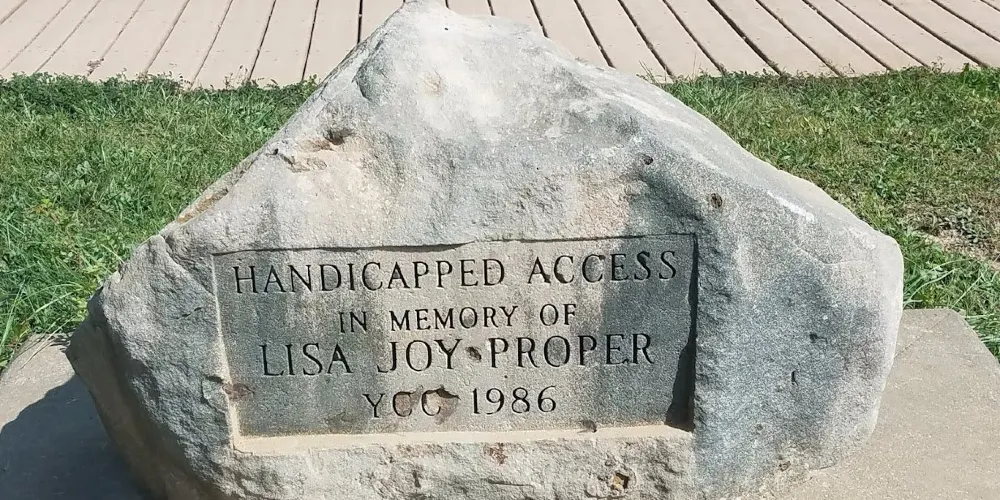 HANDICAPPED ACCESS
IN MEMORY OF
LISA JOY PROPER
YCC 1986